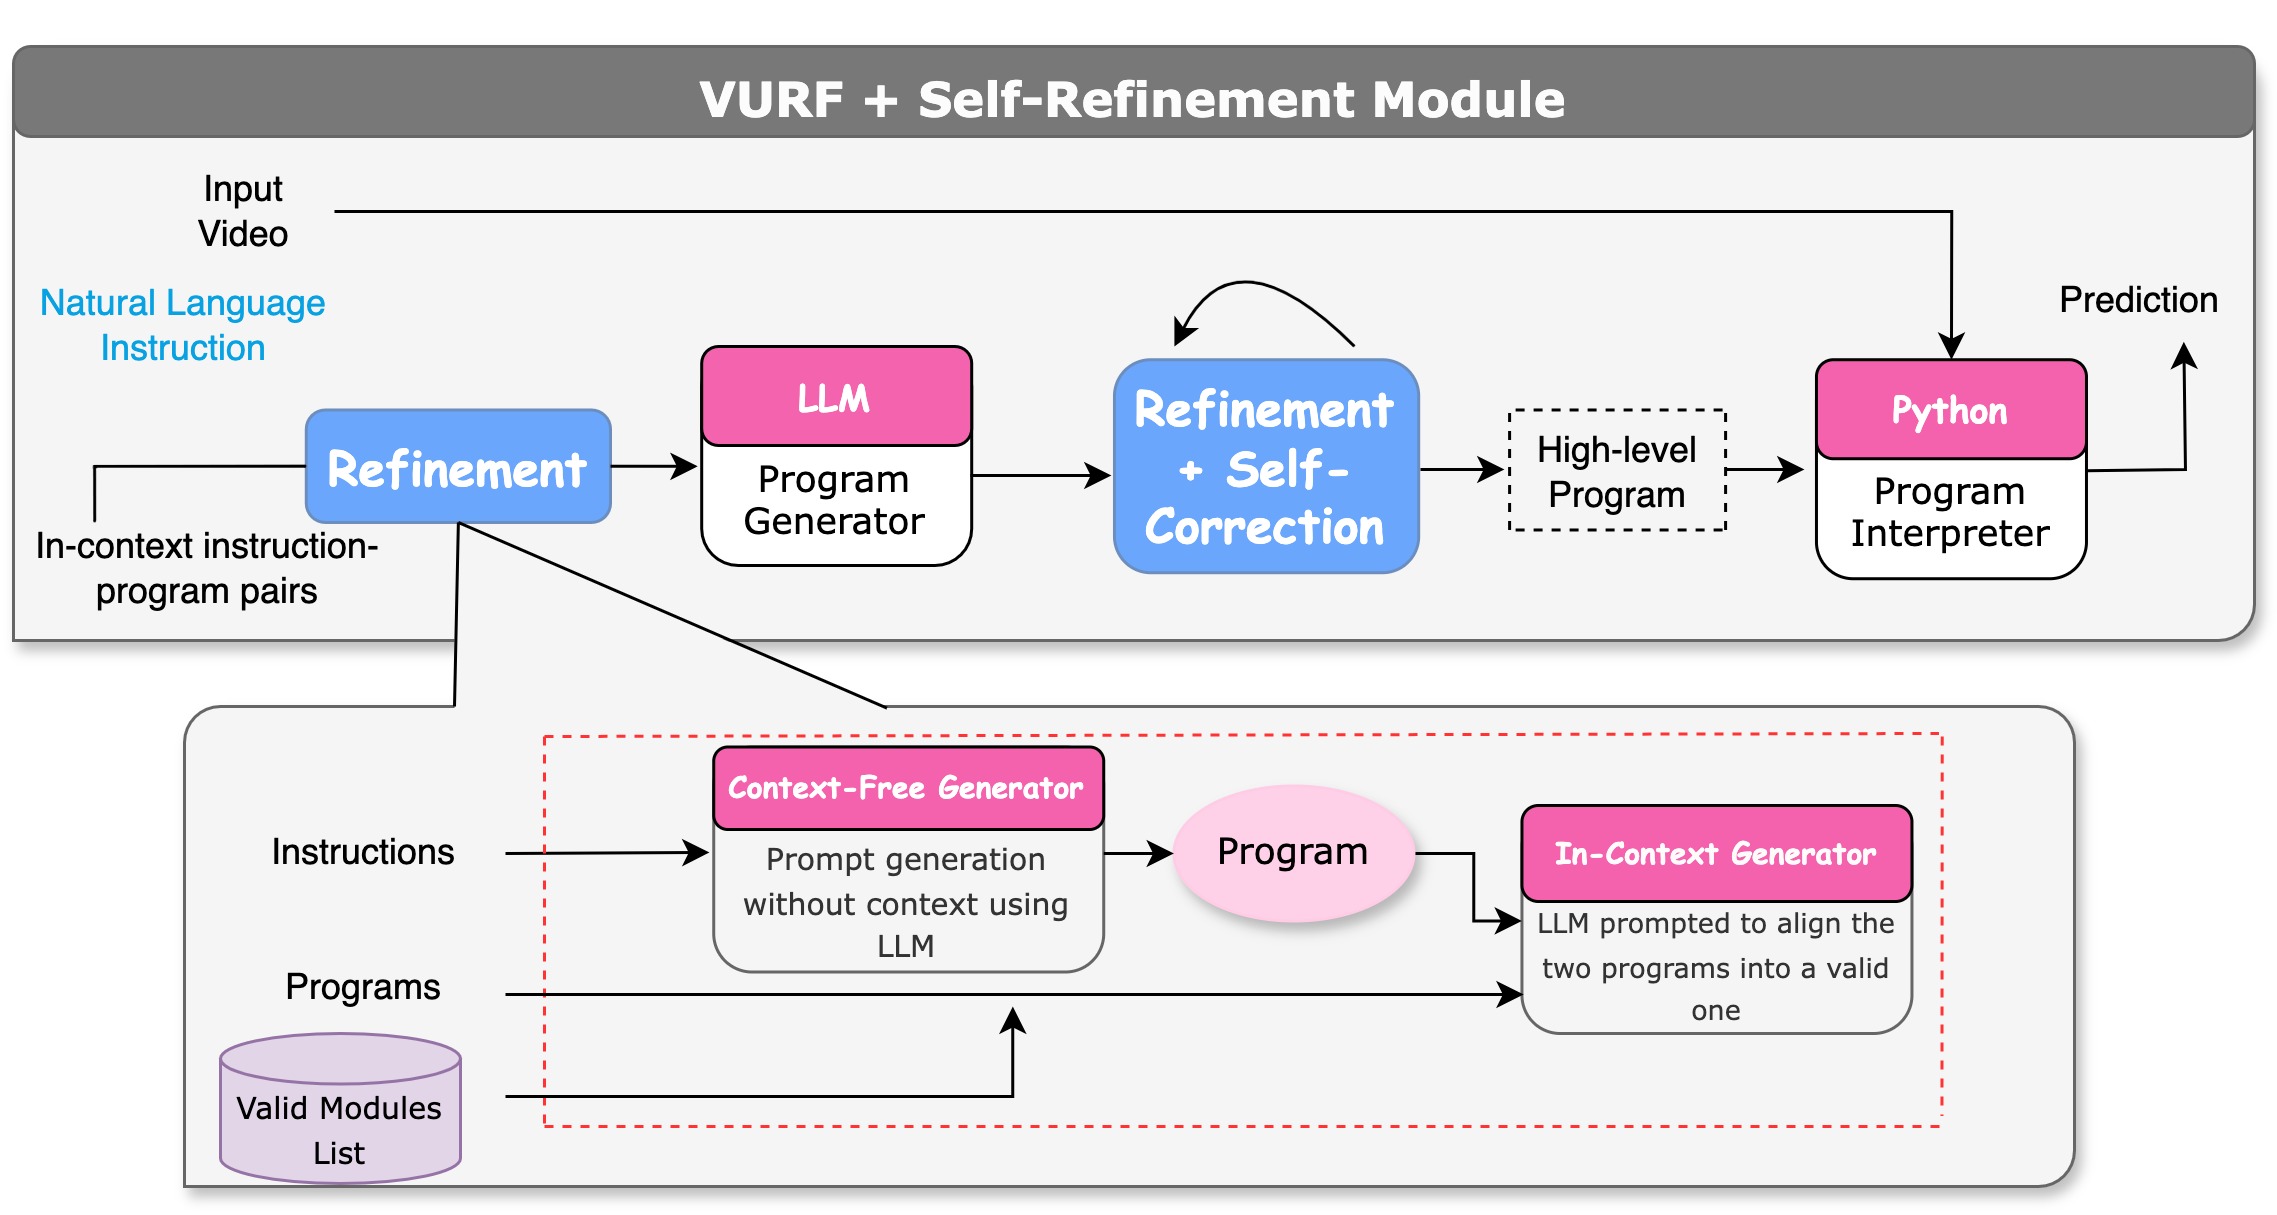 VURF + Self-Refinement Module
Input
Video
Natural Language
Instruction
Prediction
LLM
Program
Generator
Refinement
Refinement
+ Self-
Correction
High-level
Program
Python
Program
Interpreter
In-context instruction-
program pairs
Context-Free Generator
Prompt generation
without context using
LLM
Instructions
Program
In-Context Generator
LLM prompted to align the
two programs into a valid
one
Programs
Valid Modules
List